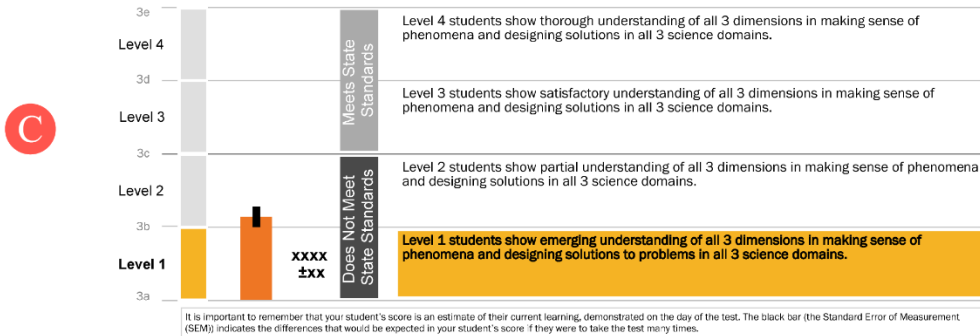 3e
Level 4
Meets State
Standards
Level 4 students show thorough understanding of all 3 dimensions in making sense of
phenomena and designing solutions in all 3 science domains.
3d
C
Level 3
Level 3 students show satisfactory understanding of all 3 dimensions in making sense of
phenomena and designing solutions in all 3 science domains.
3c
Level 2
Does Not Meet
State Standards
Level 2 students show partial understanding of all 3 dimensions in making sense of phenomena
and designing solutions in all 3 science domains.
3b
Level 1
xxxx
±xx
Level 1 students show emerging understanding of all 3 dimensions in making sense of
phenomena and designing solutions to problems in all 3 science domains.
3a
It is important to remember that your student's score is an estimate of their current learning, demonstrated on the day of the test. The black bar (the Standard Error of Measurement
(SEM)) indicates the differences that would be expected in your student's score if they were to take the test many times.